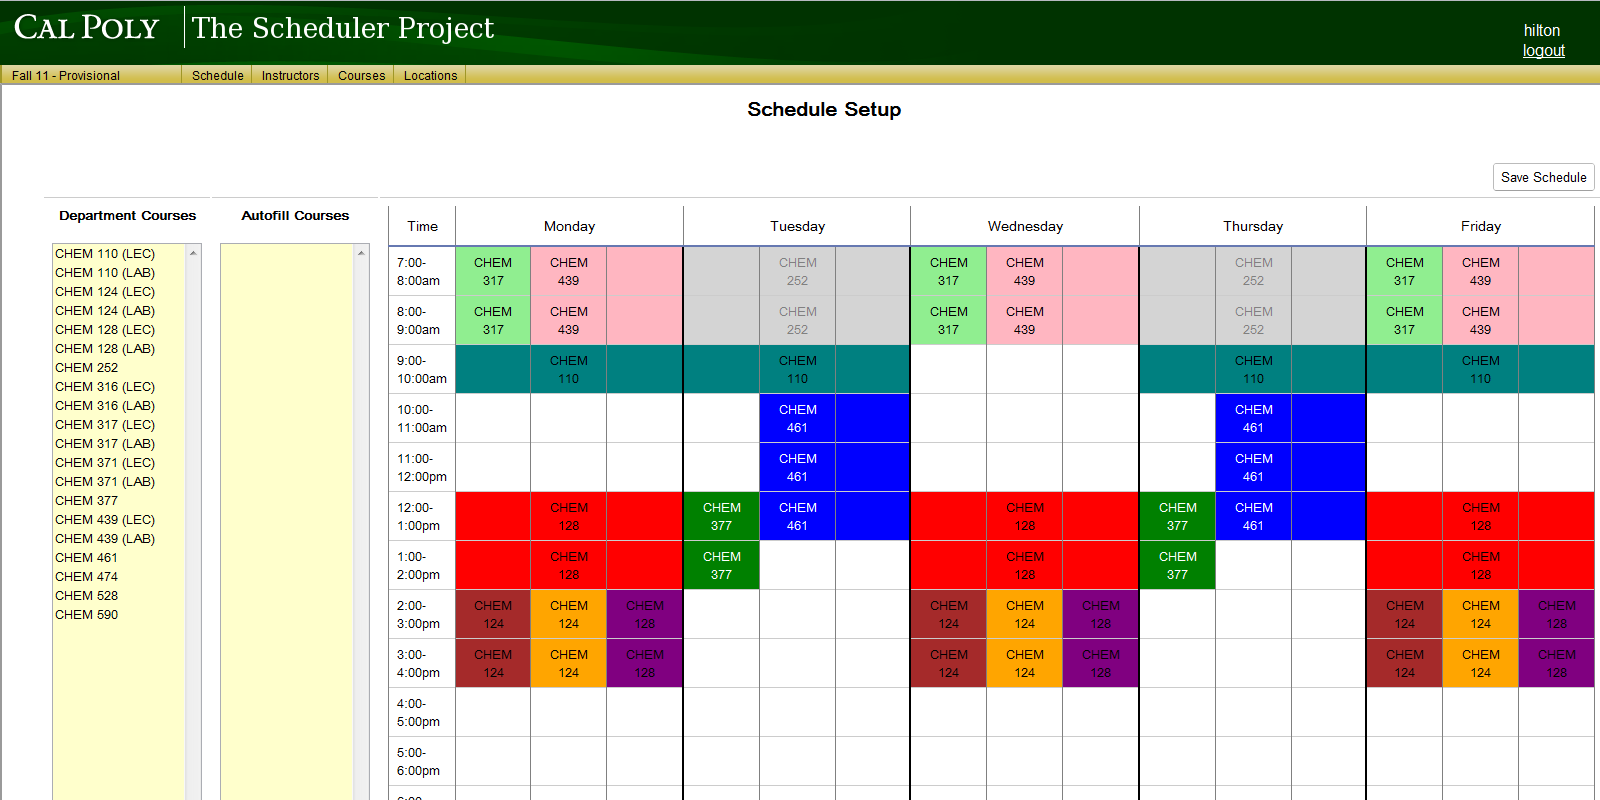 CAL POLY The Scheduler Project
hilton
logout
Fall 11 - Provisional Schedule Instructors Courses Locations
Schedule Setup
Save Schedule
Department Courses
CHEM 110 (LEC)
CHEM 110 (LAB)
CHEM 124 (LEC)
CHEM 124 (LAB)
CHEM 128 (LEC)
CHEM 128 (LAB)
CHEM 252
CHEM 316 (LEC)
CHEM 316 (LAB)
CHEM 317 (LEC)
CHEM 317 (LAB)
CHEM 371 (LEC)
CHEM 371 (LAB)
CHEM 377
CHEM 439 (LEC)
CHEM 439 (LAB)
CHEM 461
CHEM 474
CHEM 528
CHEM 590
Autofill Courses
Time Monday Tuesday Wednesday Thursday Friday
7:00- CHEM CHEM CHEM CHEM CHEM CHEM CHEM CHEM
8:00am 317 439 252 317 439 252 317 439
8:00- CHEM CHEM CHEM CHEM CHEM CHEM CHEM CHEM
9:00am 317 439 252 317 439 252 317 439
9:00- CHEM CHEM CHEM CHEM
10:00am 110 110 110 110
10:00- CHEM CHEM
11:00am 461 461
11:00- CHEM CHEM
12:00pm 461 461
12:00- CHEM CHEM CHEM CHEM CHEM CHEM CHEM
1:00pm 128 377 461 128 377 461 128
1:00- CHEM CHEM CHEM CHEM CHEM
2:00pm 128 377 128 377 128
2:00- CHEM CHEM CHEM CHEM CHEM CHEM CHEM CHEM CHEM
3:00pm 124 124 128 124 124 128 124 124 128
3:00- CHEM CHEM CHEM CHEM CHEM CHEM CHEM CHEM CHEM
4:00pm 124 124 128 124 124 128 124 124 128
4:00-
5:00pm
5:00-
6:00pm